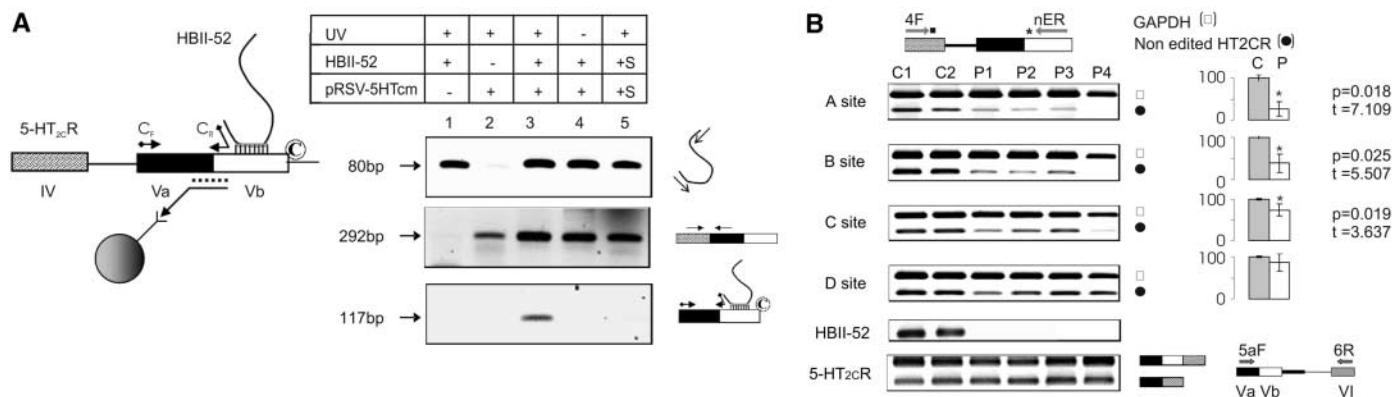 A
HBII-52
5-HT2CR
CF
CR
C
IV
Va
Vb
UV + + + - +
HBII-52 + - + + +S
pRSV-5HTcm - + + + +S
1 2 3 4 5
80bp
292bp
117bp
C
B
4F
nER
*
GAPDH (□)
Non edited HT2CR (●)
C1 C2 P1 P2 P3 P4
C P
A site
100
0
*
p=0.018
t=7.109
B site
100
0
*
p=0.025
t =5.507
C site
100
0
*
p=0.019
t =3.637
D site
100
0
HBII-52
5-HT2CR
5aF
6R
Va Vb
VI